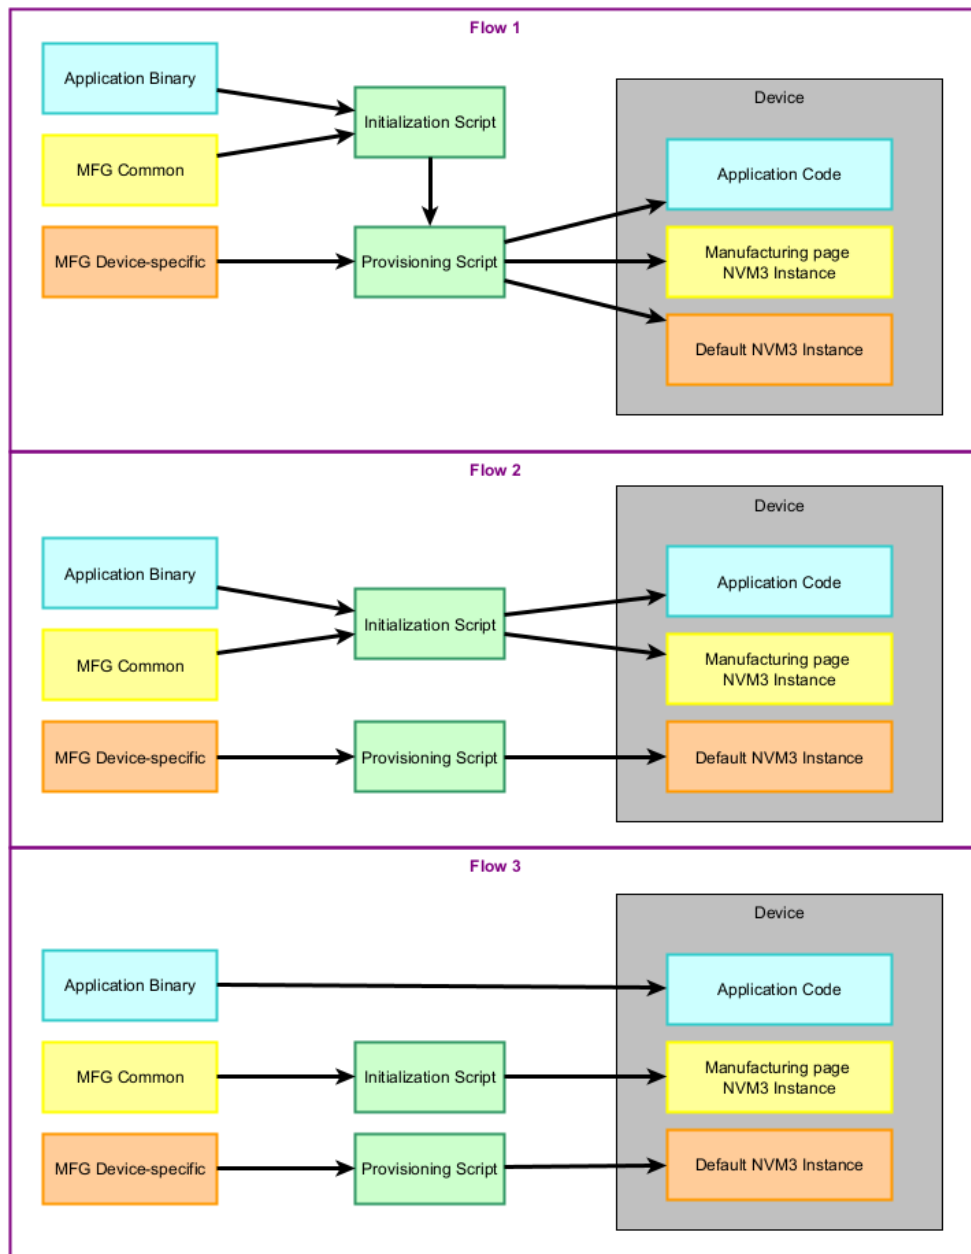 Flow 1
Application Binary
MFG Common
MFG Device-specific
Initialization Script
Provisioning Script
Device
Application Code
Manufacturing page
NVM3 Instance
Default NVM3 Instance
Flow 2
Application Binary
MFG Common
MFG Device-specific
Initialization Script
Provisioning Script
Device
Application Code
Manufacturing page
NVM3 Instance
Default NVM3 Instance
Flow 3
Application Binary
MFG Common
MFG Device-specific
Initialization Script
Provisioning Script
Device
Application Code
Manufacturing page
NVM3 Instance
Default NVM3 Instance